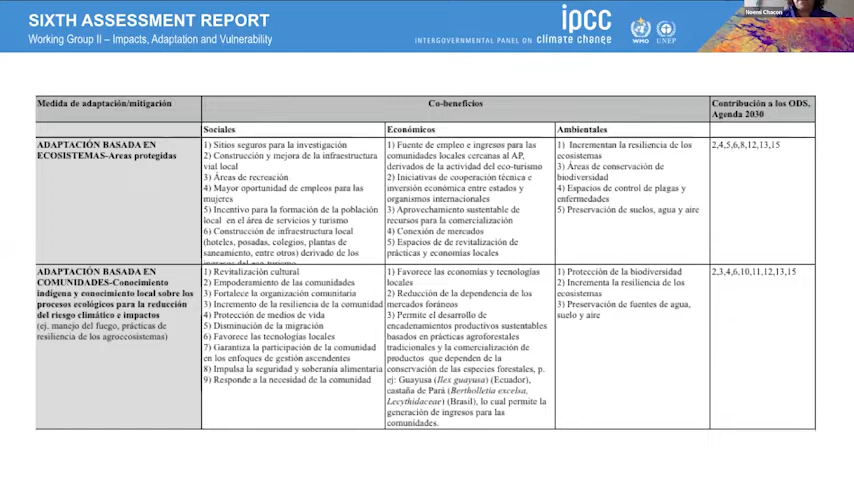 SIXTH ASSESSMENT REPORT
Working Group II – Impacts, Adaptation and Vulnerability
INTERGOVERNMENTAL PANEL ON climate change
ipcc
WMO
UNEP
Noemi Chacon
Medida de adaptación/mitigación
Co-beneficios
Contribución a los ODS,
Agenda 2030
Sociales
Económicos
Ambientales
ADAPTACIÓN BASADA EN
ECOSISTEMAS-Areas protegidas
1) Sitios seguros para la investigación
2) Construcción y mejora de la infraestructura
vial local
3) Áreas de recreación
4) Mayor oportunidad de empleos para las
mujeres
5) Incentivo para la formación de la población
local en el área de servicios y turismo
6) Construcción de infraestructura local
(hoteles, posadas, colegios, plantas de
saneamiento, entre otros) derivado de los
ingresos del eco-turismo
1) Fuente de empleo e ingresos para las
comunidades locales cercanas al AP,
derivados de la actividad del eco-turismo
2) Iniciativas de cooperación técnica e
inversión económica entre estados y
organismos internacionales
3) Aprovechamiento sustentable de
recursos para la comercialización
4) Conexión de mercados
5) Espacios de de revitalización de
prácticas y economías locales
1) Incrementan la resiliencia de los
ecosistemas
3) Áreas de conservación de
biodiversidad
4) Espacios de control de plagas y
enfermedades
5) Preservación de suelos, agua y aire
2,4,5,6,8,12,13,15
ADAPTACIÓN BASADA EN
COMUNIDADES-Conocimiento
indígena y conocimiento local sobre los
procesos ecológicos para la reducción
del riesgo climático e impactos
(ej. manejo del fuego, prácticas de
resiliencia de los agroecosistemas)
1) Revitalización cultural
2) Empoderamiento de las comunidades
3) Fortalece la organización comunitaria
3) Incremento de la resiliencia de la comunidad
4) Protección de medios de vida
5) Disminución de la migración
6) Favorece las tecnologías locales
7) Garantiza la participación de la comunidad
en los enfoques de gestión ascendentes
8) Impulsa la seguridad y soberanía alimentaria
9) Responde a la necesidad de la comunidad
1) Favorece las economías y tecnologías
locales
2) Reducción de la dependencia de los
mercados foráneos
3) Permite el desarrollo de
encadenamientos productivos sustentables
basados en prácticas agroforestales
tradicionales y la comercialización de
productos que dependen de la
conservación de las especies forestales, p.
ej: Guayusa (Ilex guayusa) (Ecuador),
castaña de Pará (Bertholletia excelsa,
Lecythidaceae) (Brasil), lo cual permite la
generación de ingresos para las
comunidades.
1) Protección de la biodiversidad
2) Incrementa la resiliencia de los
ecosistemas
3) Preservación de fuentes de agua,
suelo y aire
2,3,4,6,10,11,12,13,15